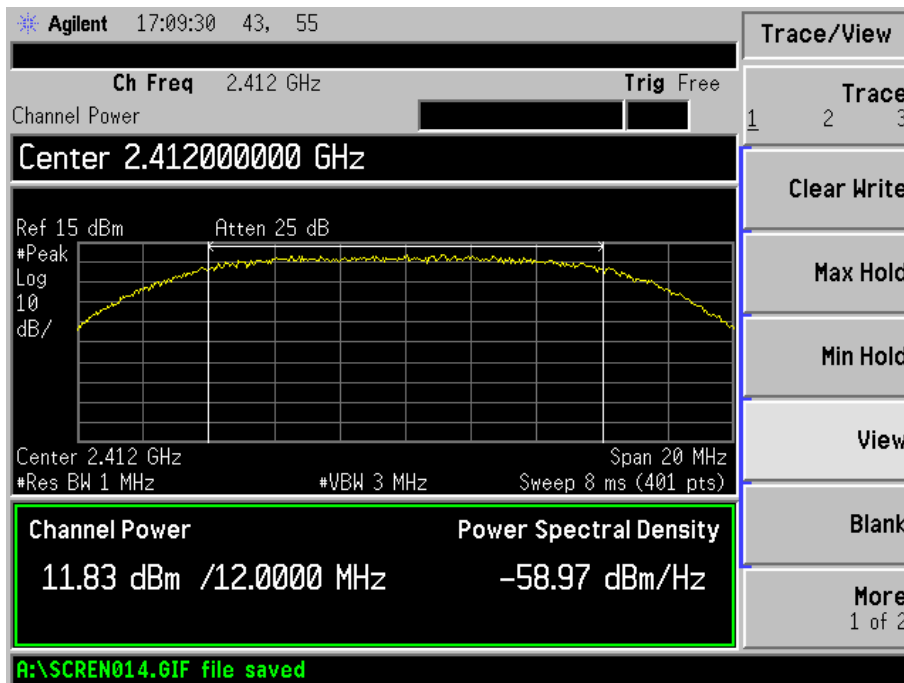 Agilent 17:09:30 43, 55
Trace/View
Ch Freq 2.412 GHz Trig Free
Channel Power
Trace
1 2 3
Center 2.412000000 GHz
Clear Write
Ref 15 dBm Atten 25 dB
#Peak
Log
10
dB/
Max Hold
Min Hold
View
Center 2.412 GHz Span 20 MHz
#Res BW 1 MHz #VBW 3 MHz Sweep 8 ms (401 pts)
Channel Power Power Spectral Density
11.83 dBm /12.0000 MHz -58.97 dBm/Hz
Blank
More
1 of 2
A:\SCREN014.GIF file saved